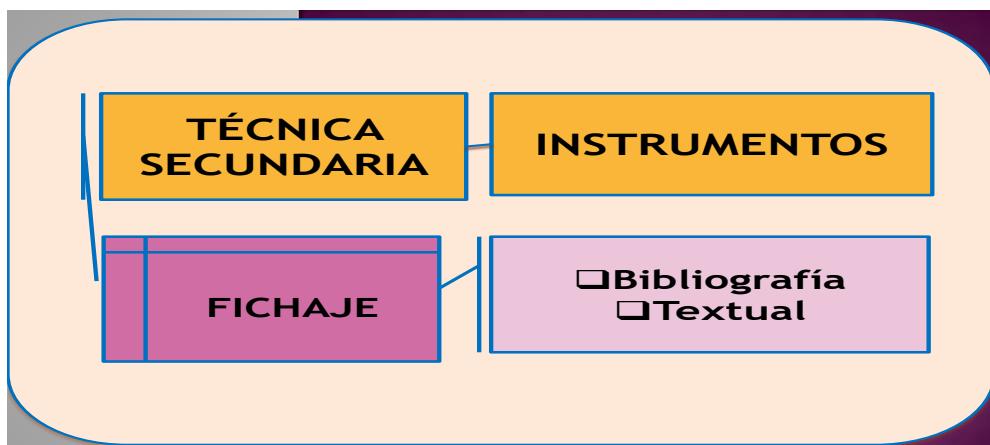 TÉCNICA
SECUNDARIA
INSTRUMENTOS
FICHAJE
❑Bibliografía
❑Textual